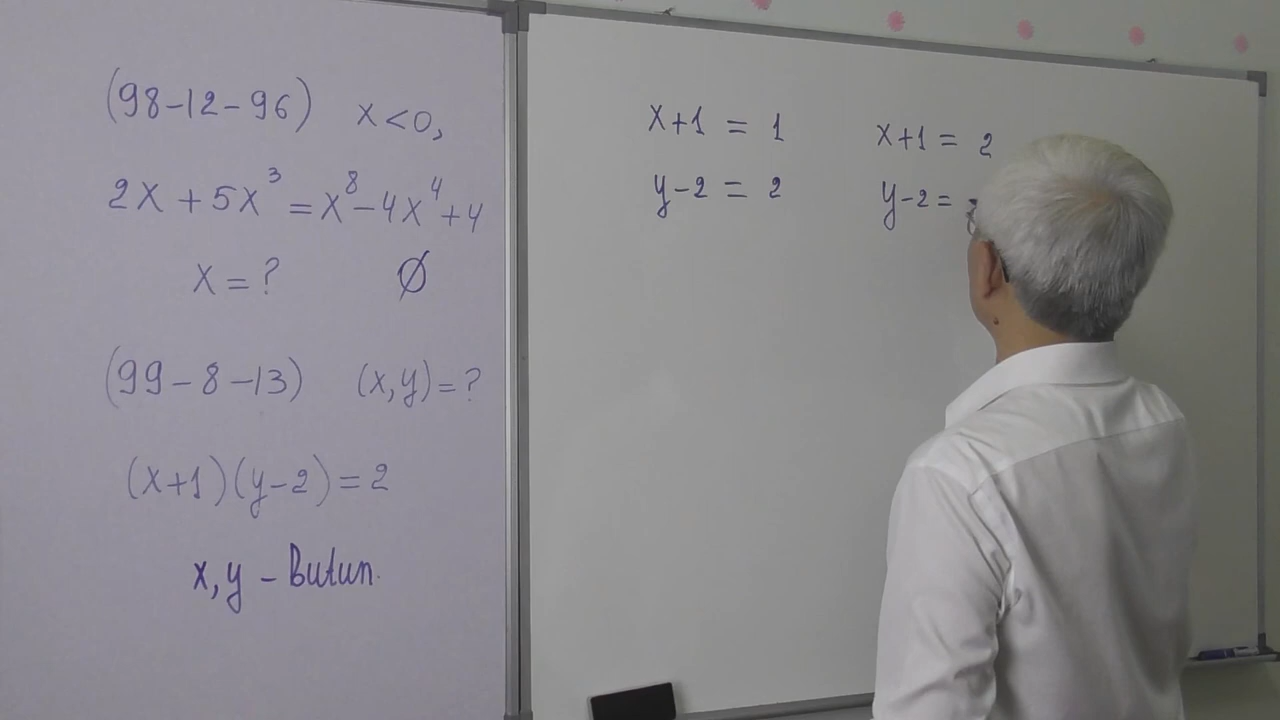 (98-12-96) x<0,
2x+5x³=x⁸-4x⁴+4
x=? Ø
(99-8-13) (x,y)=?
(x+1)(y-2)=2
x,y - Butun.
x+1 = 1
y-2 = 2
x+1 = 2
y-2 =